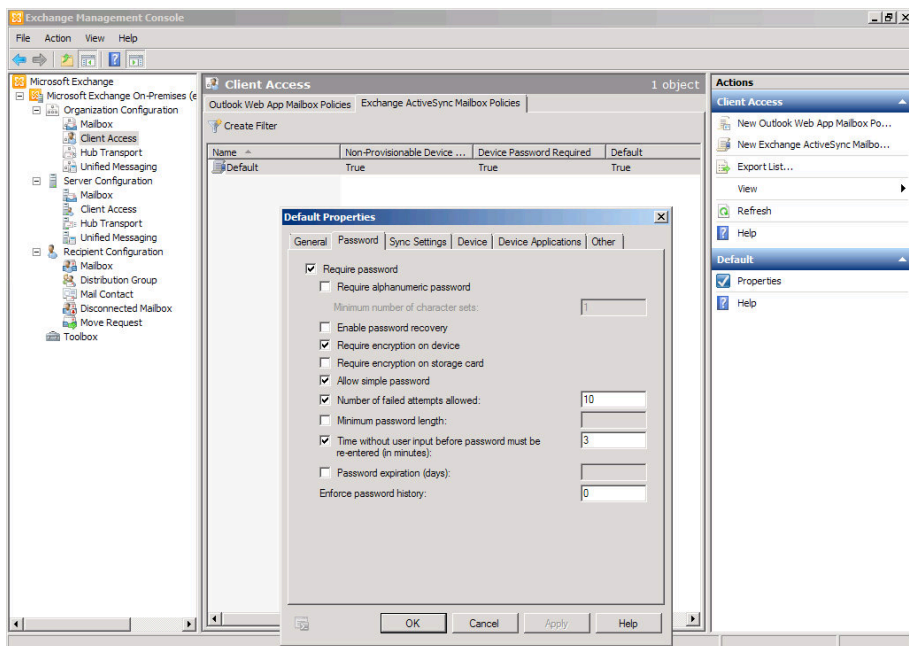 Exchange Management Console
File Action View Help
Microsoft Exchange
Microsoft Exchange On-Premises (e
Organization Configuration
Mailbox
Client Access
Hub Transport
Unified Messaging
Server Configuration
Mailbox
Client Access
Hub Transport
Unified Messaging
Recipient Configuration
Mailbox
Distribution Group
Mail Contact
Disconnected Mailbox
Move Request
Toolbox
Client Access 1 object
Outlook Web App Mailbox Policies Exchange ActiveSync Mailbox Policies
Create Filter
Name Non-Provisionable Device ... Device Password Required Default
Default True True True
Default Properties
General Password Sync Settings Device Device Applications Other
Require password
Require alphanumeric password
Minimum number of character sets: 1
Enable password recovery
Require encryption on device
Require encryption on storage card
Allow simple password
Number of failed attempts allowed: 10
Minimum password length:
Time without user input before password must be re-entered (in minutes): 3
Password expiration (days):
Enforce password history: 0
OK Cancel Apply Help
Actions
Client Access
New Outlook Web App Mailbox Po...
New Exchange ActiveSync Mailbo...
Export List...
View
Refresh
Help
Default
Properties
Help